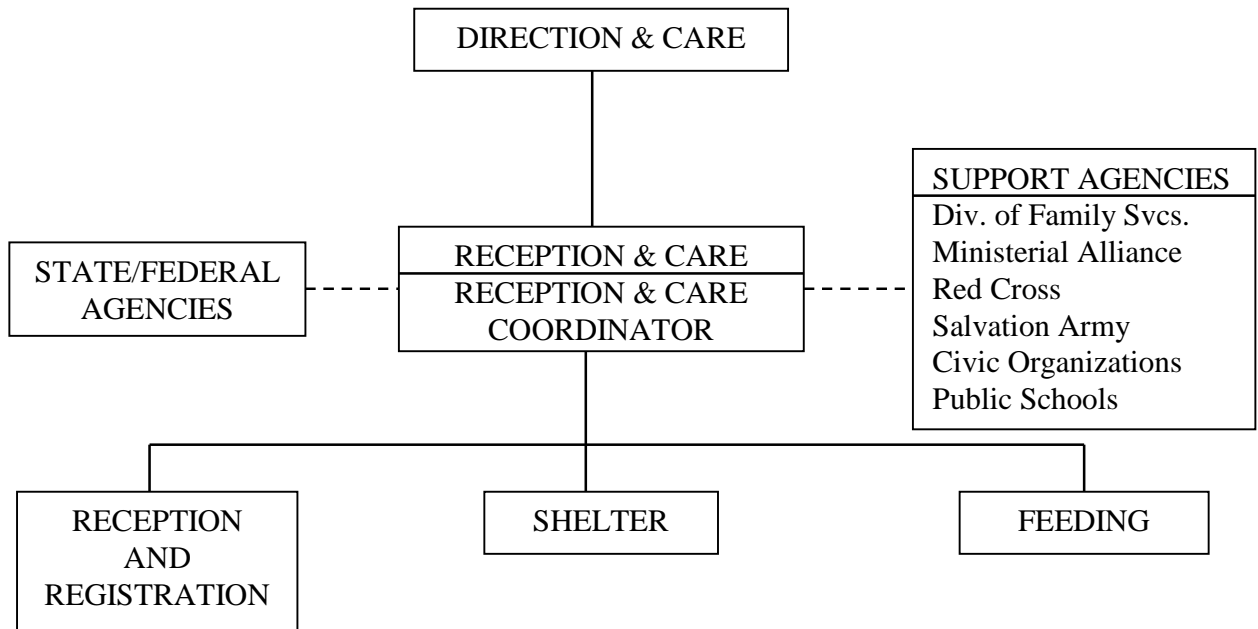 DIRECTION & CARE
SUPPORT AGENCIES
Div. of Family Svcs.
Ministerial Alliance
Red Cross
Salvation Army
Civic Organizations
Public Schools
RECEPTION & CARE
RECEPTION & CARE
COORDINATOR
STATE/FEDERAL
AGENCIES
RECEPTION
AND
REGISTRATION
SHELTER
FEEDING